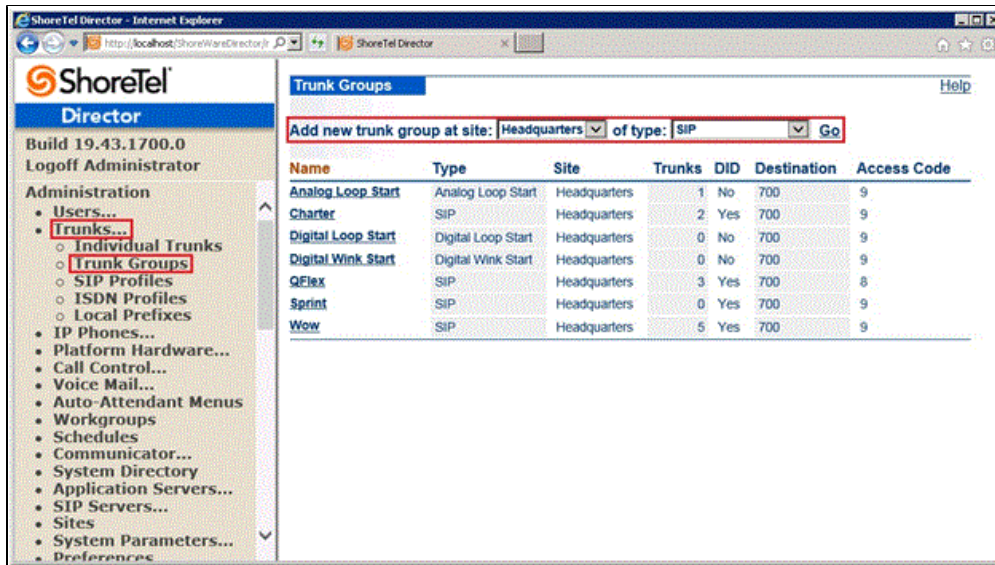 ShoreTel Director - Internet Explorer
http://localhost/ShoreWareDirector/r
ShoreTel Director
ShoreTel
Director
Build 19.43.1700.0
Logoff Administrator
Administration
Users...
Trunks...
Individual Trunks
Trunk Groups
SIP Profiles
ISDN Profiles
Local Prefixes
IP Phones...
Platform Hardware...
Call Control...
Voice Mail...
Auto-Attendant Menus
Workgroups
Schedules
Communicator...
System Directory
Application Servers...
SIP Servers...
Sites
System Parameters...
Preferences
Trunk Groups Help
Add new trunk group at site: Headquarters of type: SIP Go
Name Type Site Trunks DID Destination Access Code
Analog Loop Start Analog Loop Start Headquarters 1 No 700 9
Charter SIP Headquarters 2 Yes 700 9
Digital Loop Start Digital Loop Start Headquarters 0 No 700 9
Digital Wink Start Digital Wink Start Headquarters 0 No 700 9
QFlex SIP Headquarters 3 Yes 700 8
Sprint SIP Headquarters 0 Yes 700 9
Wow SIP Headquarters 5 Yes 700 9